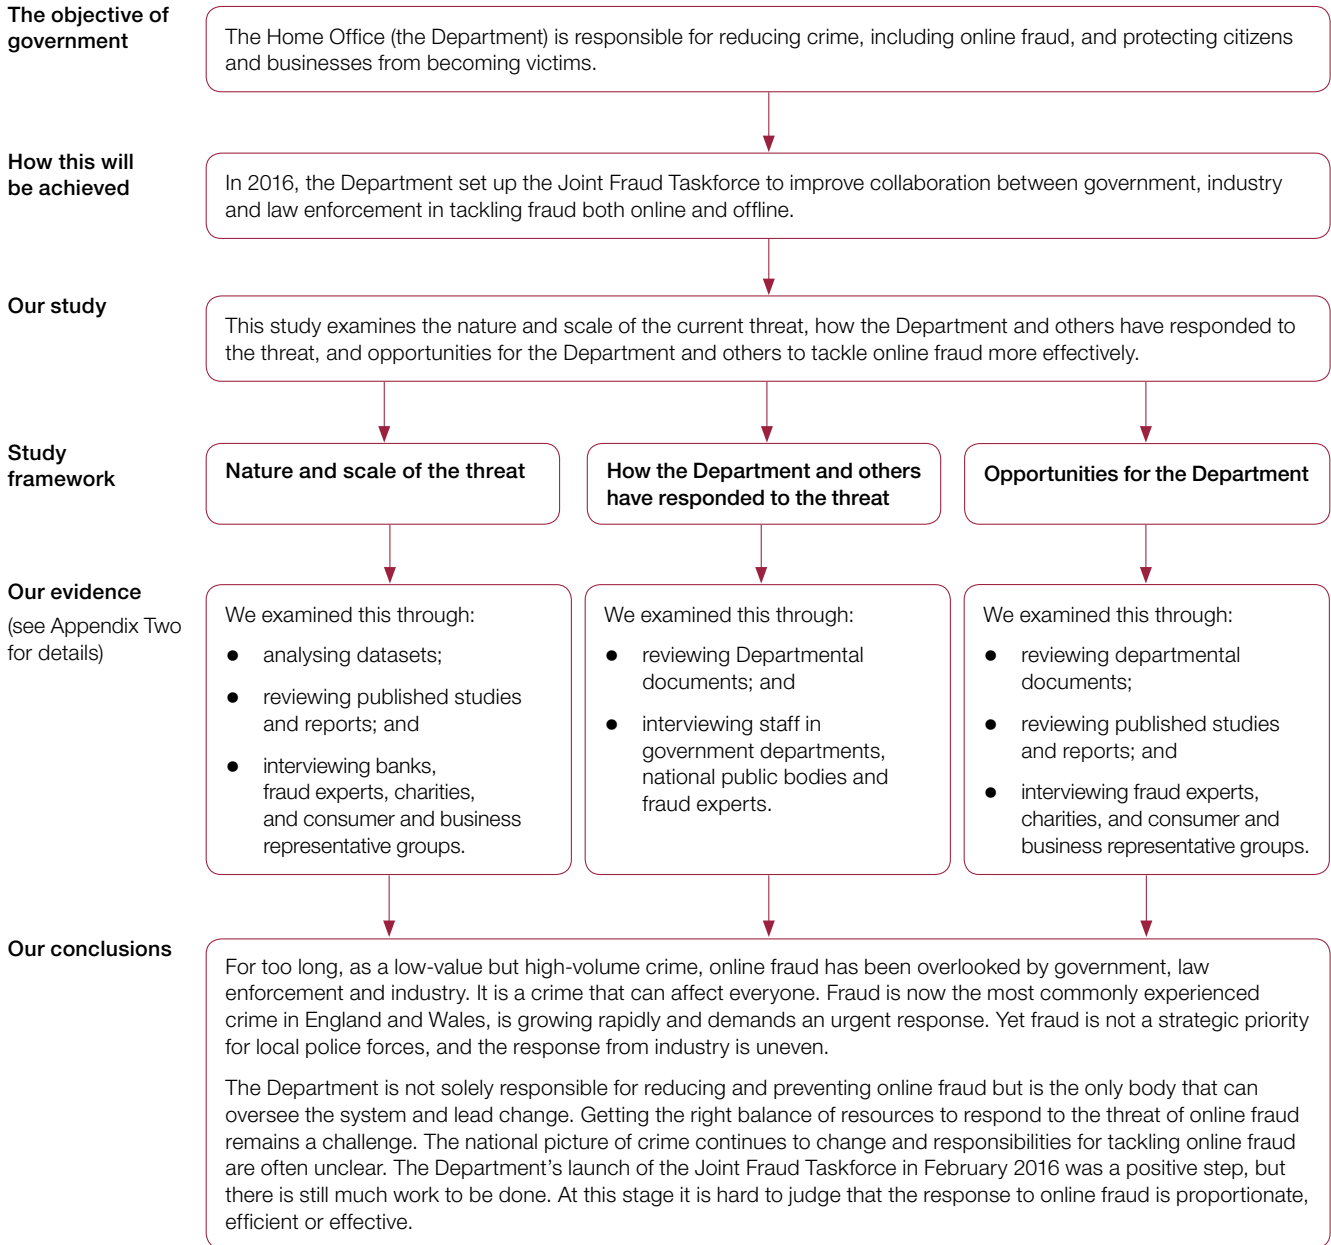 The objective of
government
The Home Office (the Department) is responsible for reducing crime, including online fraud, and protecting citizens
and businesses from becoming victims.
How this will
be achieved
In 2016, the Department set up the Joint Fraud Taskforce to improve collaboration between government, industry
and law enforcement in tackling fraud both online and offline.
Our study
This study examines the nature and scale of the current threat, how the Department and others have responded to
the threat, and opportunities for the Department and others to tackle online fraud more effectively.
Study
framework
Nature and scale of the threat
How the Department and others
have responded to the threat
Opportunities for the Department
Our evidence
(see Appendix Two
for details)
We examined this through:
● analysing datasets;
● reviewing published studies
and reports; and
● interviewing banks,
fraud experts, charities,
and consumer and business
representative groups.
We examined this through:
● reviewing Departmental
documents; and
● interviewing staff in
government departments,
national public bodies and
fraud experts.
We examined this through:
● reviewing departmental
documents;
● reviewing published studies
and reports; and
● interviewing fraud experts,
charities, and consumer and
business representative groups.
Our conclusions
For too long, as a low-value but high-volume crime, online fraud has been overlooked by government, law
enforcement and industry. It is a crime that can affect everyone. Fraud is now the most commonly experienced
crime in England and Wales, is growing rapidly and demands an urgent response. Yet fraud is not a strategic priority
for local police forces, and the response from industry is uneven.
The Department is not solely responsible for reducing and preventing online fraud but is the only body that can
oversee the system and lead change. Getting the right balance of resources to respond to the threat of online fraud
remains a challenge. The national picture of crime continues to change and responsibilities for tackling online fraud
are often unclear. The Department's launch of the Joint Fraud Taskforce in February 2016 was a positive step, but
there is still much work to be done. At this stage it is hard to judge that the response to online fraud is proportionate,
efficient or effective.